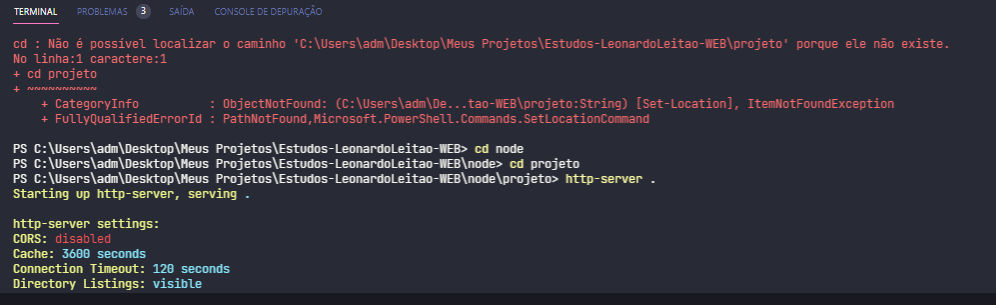 TERMINAL PROBLEMAS 3 SAÍDA CONSOLE DE DEPURAÇÃO
cd : Não é possível localizar o caminho 'C:\Users\adm\Desktop\Meus Projetos\Estudos-LeonardoLeitao-WEB\projeto' porque ele não existe.
No linha:1 caractere:1
+ cd projeto
+ ~~~~~~~~~~
    + CategoryInfo          : ObjectNotFound: (C:\Users\adm\De...tao-WEB\projeto:String) [Set-Location], ItemNotFoundException
    + FullyQualifiedErrorId : PathNotFound,Microsoft.PowerShell.Commands.SetLocationCommand
PS C:\Users\adm\Desktop\Meus Projetos\Estudos-LeonardoLeitao-WEB> cd node
PS C:\Users\adm\Desktop\Meus Projetos\Estudos-LeonardoLeitao-WEB\node> cd projeto
PS C:\Users\adm\Desktop\Meus Projetos\Estudos-LeonardoLeitao-WEB\node\projeto> http-server .
Starting up http-server, serving .
http-server settings:
CORS: disabled
Cache: 3600 seconds
Connection Timeout: 120 seconds
Directory Listings: visible